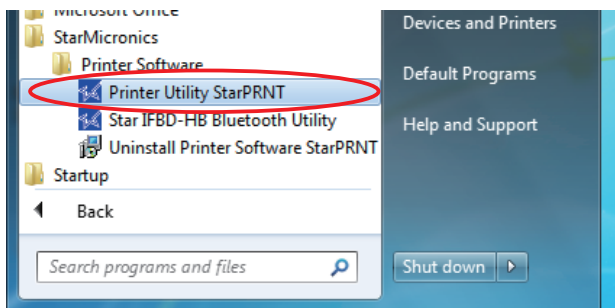 Microsoft Office
StarMicronics
Printer Software
Printer Utility StarPRNT
Star IFBD-HB Bluetooth Utility
Uninstall Printer Software StarPRNT
Startup
Back
Search programs and files
Devices and Printers
Default Programs
Help and Support
Shut down